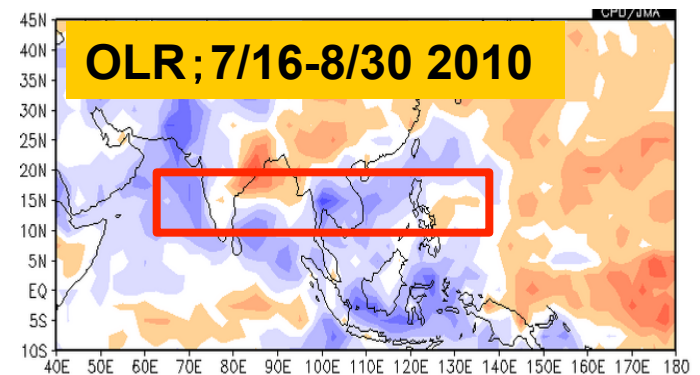 CPD/JMA
OLR;7/16-8/30 2010
45N
40N
35N
30N
25N
20N
15N
10N
5N
EQ
5S
10S
40E 50E 60E 70E 80E 90E 100E 110E 120E 130E 140E 150E 160E 170E 180